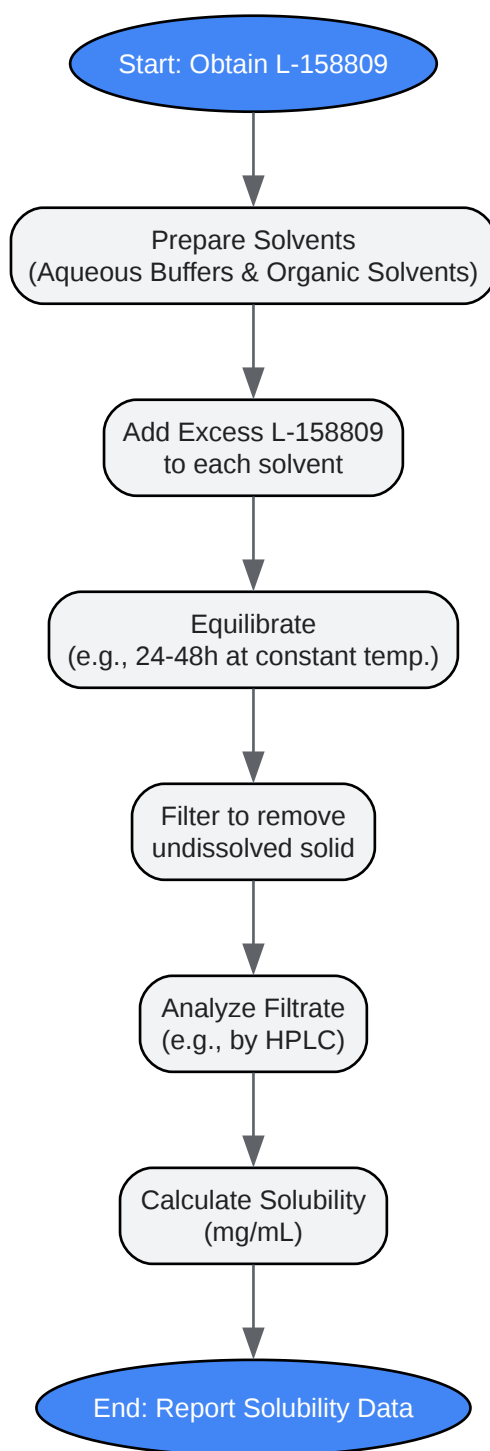 Start: Obtain L-158809
Prepare Solvents
(Aqueous Buffers & Organic Solvents)
Add Excess L-158809
to each solvent
Equilibrate
(e.g., 24-48h at constant temp.)
Filter to remove
undissolved solid
Analyze Filtrate
(e.g., by HPLC)
Calculate Solubility
(mg/mL)
End: Report Solubility Data